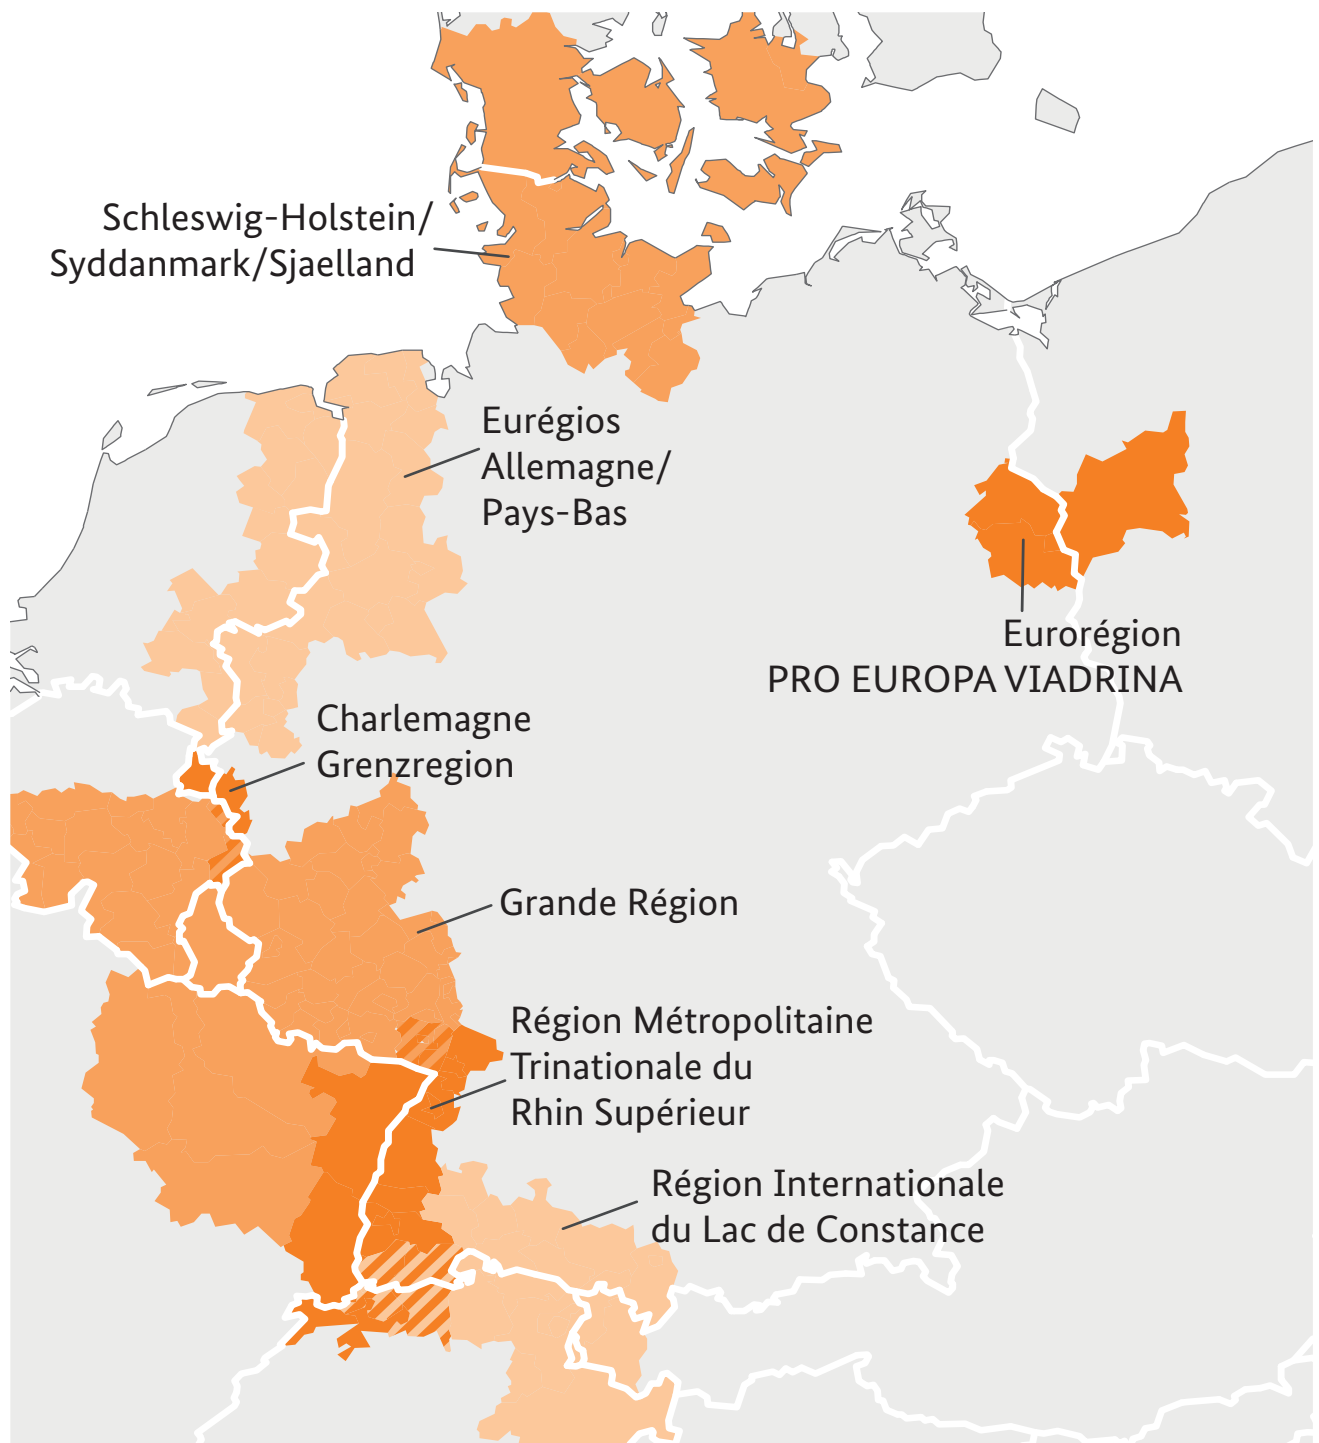 Schleswig-Holstein/
Syddanmark/Sjaelland
Eurégios
Allemagne/
Pays-Bas
Eurorégion
PRO EUROPA VIADRINA
Charlemagne
Grenzregion
Grande Région
Région Métropolitaine
Trinationale du
Rhin Supérieur
Région Internationale
du Lac de Constance